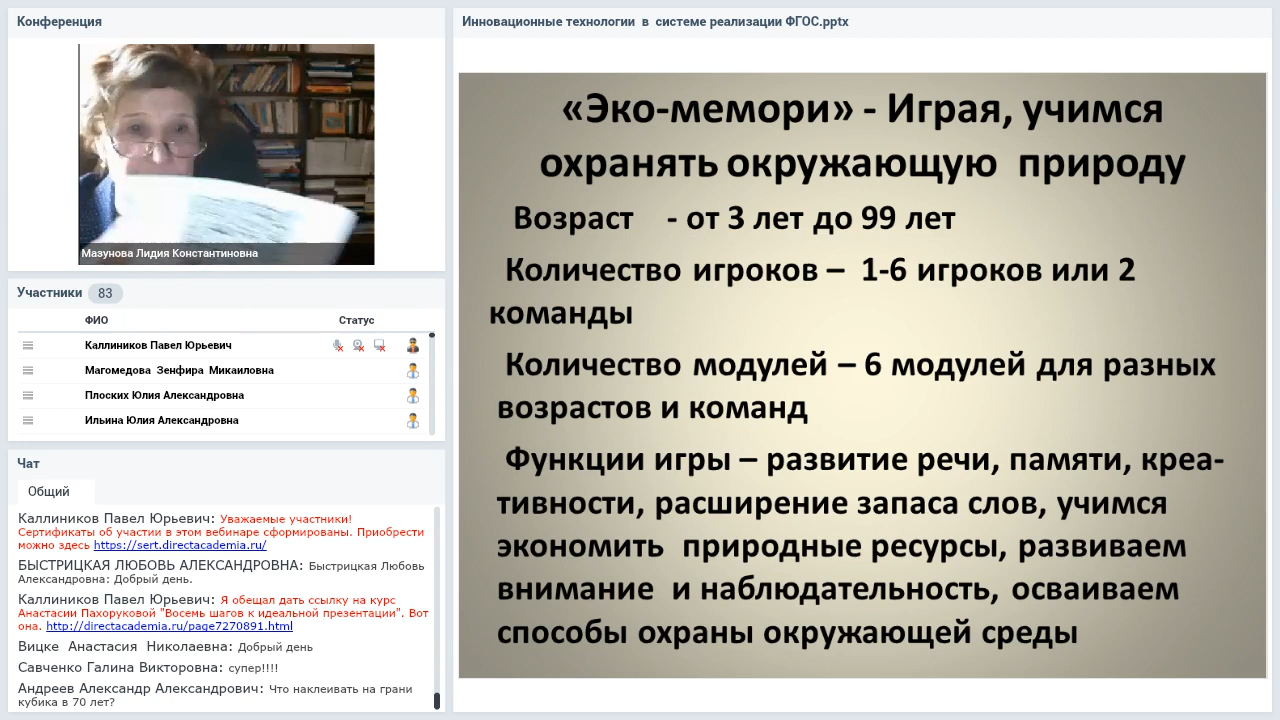 Конференция
Мазунова Лидия Константиновна
Участники 83
ФИО Статус
Каллиников Павел Юрьевич
Магомедова Зенфира Микаиловна
Плоских Юлия Александровна
Ильина Юлия Александровна
Чат
Общий
Каллиников Павел Юрьевич: Уважаемые участники!
Сертификаты об участии в этом вебинаре сформированы. Приобрести
можно здесь https://sert.directacademia.ru/
БЫСТРИЦКАЯ ЛЮБОВЬ АЛЕКСАНДРОВНА: Быстрицкая Любовь
Александровна: Добрый день.
Каллиников Павел Юрьевич: Я обещал дать ссылку на курс
Анастасии Пахоруковой "Восемь шагов к идеальной презентации". Вот
она. http://directacademia.ru/page7270891.html
Вицке Анастасия Николаевна: Добрый день
Савченко Галина Викторовна: супер!!!!
Андреев Александр Александрович: Что наклеивать на грани
кубика в 70 лет?
Инновационные технологии в системе реализации ФГОС.pptx
«Эко-мемори» - Играя, учимся
охранять окружающую природу
Возраст - от 3 лет до 99 лет
Количество игроков – 1-6 игроков или 2
команды
Количество модулей – 6 модулей для разных
возрастов и команд
Функции игры – развитие речи, памяти, креа-
тивности, расширение запаса слов, учимся
экономить природные ресурсы, развиваем
внимание и наблюдательность, осваиваем
способы охраны окружающей среды